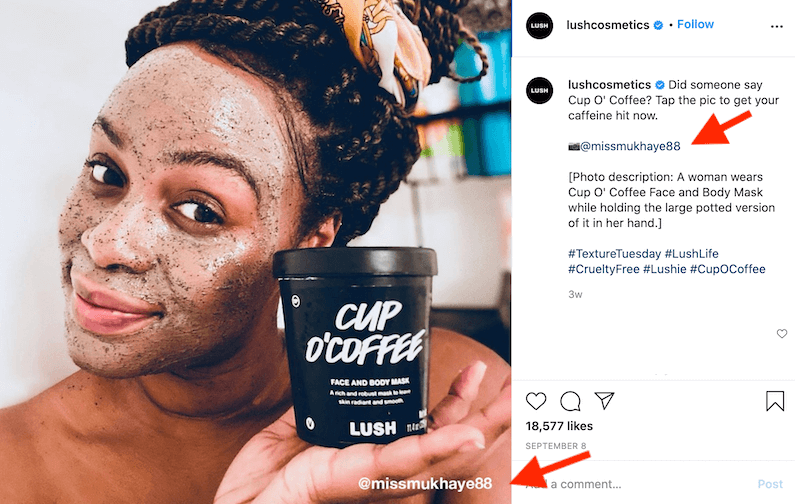 CUP
O'COFFEE
FACE AND BODY MASK
A rich and robust mask to leave
skin radiant and smooth.
LUSH
@missmukhaye88
LUSH
lushcosmetics • Follow
LUSH
lushcosmetics Did someone say
Cup O' Coffee? Tap the pic to get your
caffeine hit now.
📷@missmukhaye88
[Photo description: A woman wears
Cup O' Coffee Face and Body Mask
while holding the large potted version
of it in her hand.]
#TextureTuesday #LushLife
#CrueltyFree #Lushie #CupOCoffee
3w
18,577 likes
SEPTEMBER 8
a comment...
Post